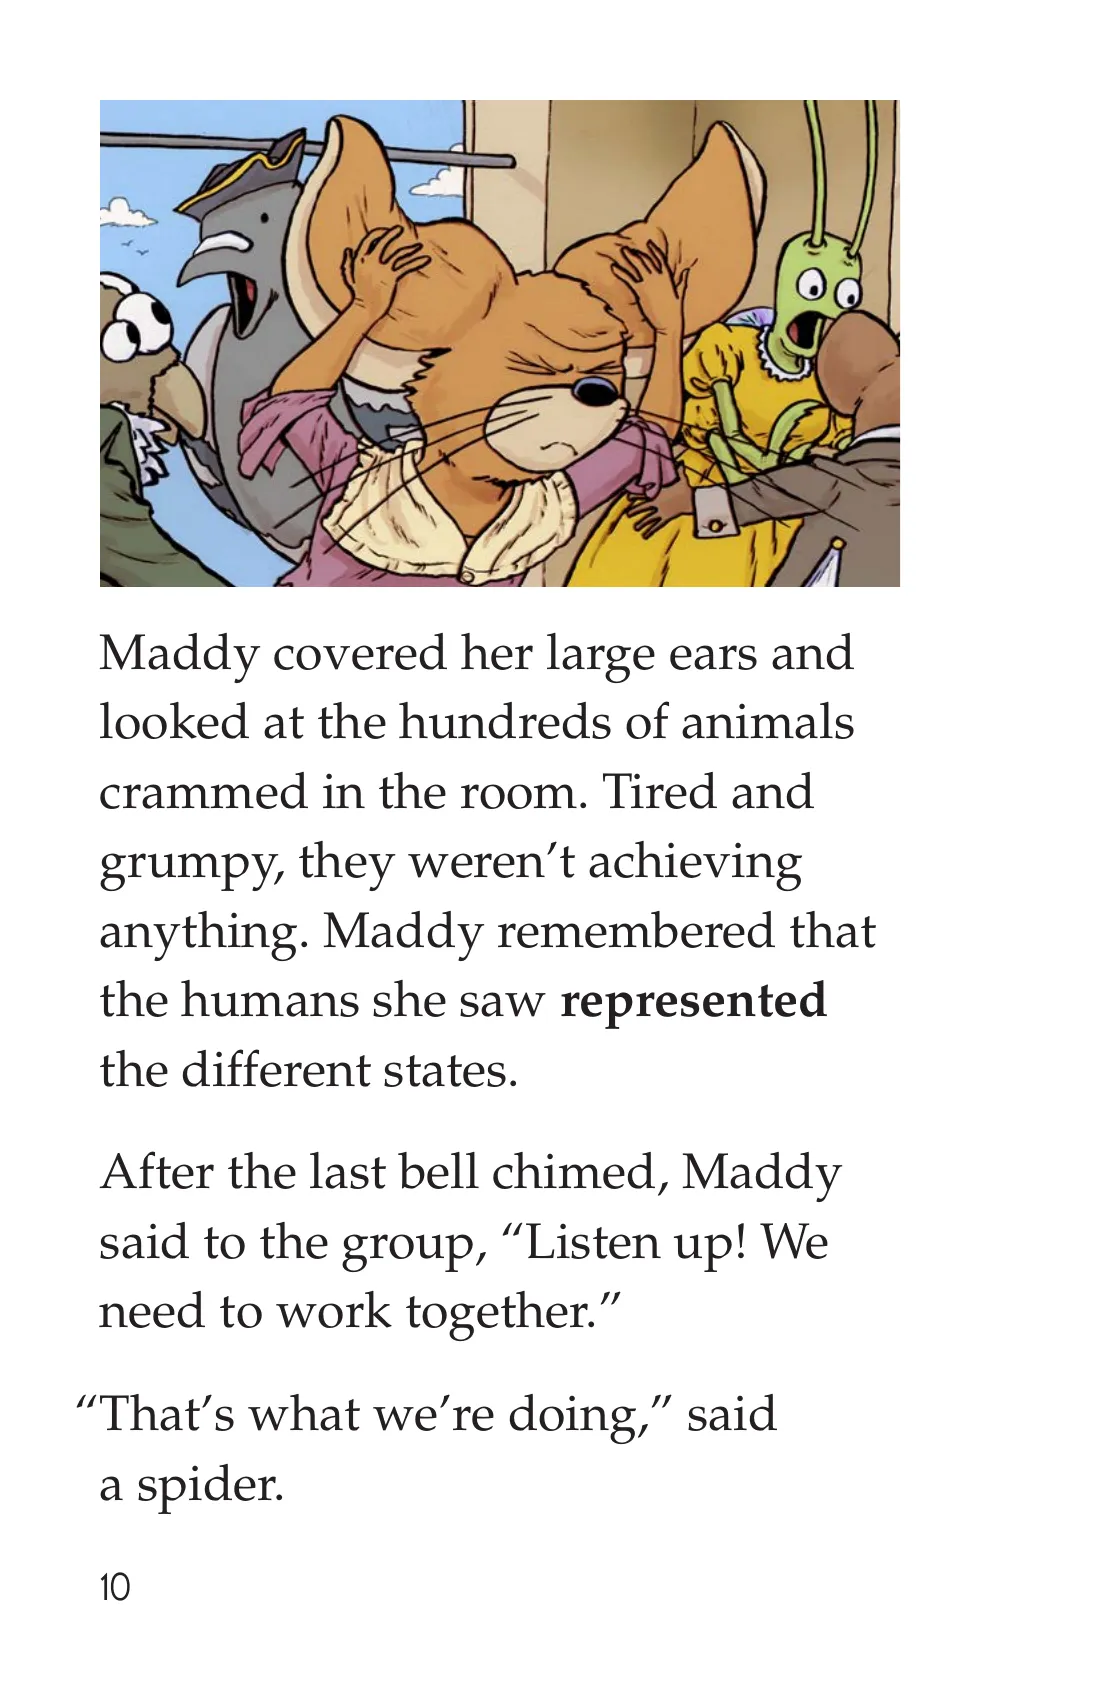 Maddy covered her large ears and
looked at the hundreds of animals
crammed in the room. Tired and
grumpy, they weren’t achieving
anything. Maddy remembered that
the humans she saw represented
the different states.
After the last bell chimed, Maddy
said to the group, “Listen up! We
need to work together.”
“That’s what we’re doing,” said
a spider.
10